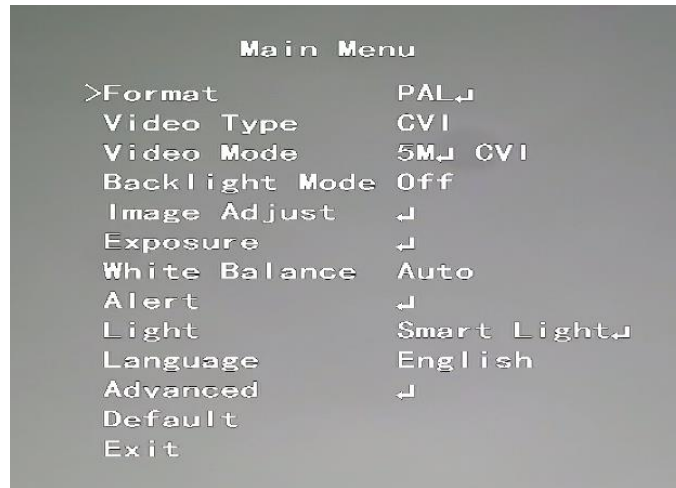 Main Menu
>Format PAL↵
Video Type CVI
Video Mode 5M↵ CVI
Backlight Mode Off
Image Adjust ↵
Exposure ↵
White Balance Auto
Alert ↵
Light Smart Light↵
Language English
Advanced ↵
Default
Exit